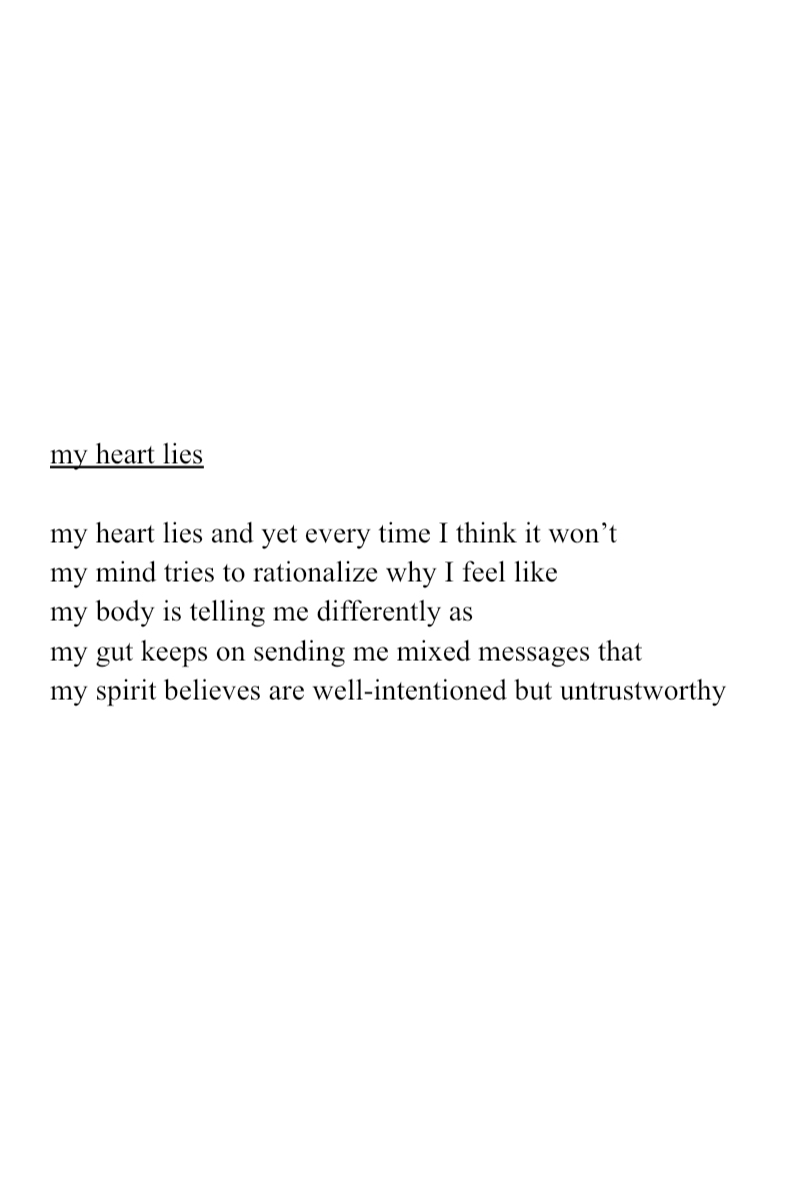 my heart lies
my heart lies and yet every time I think it won’t
my mind tries to rationalize why I feel like
my body is telling me differently as
my gut keeps on sending me mixed messages that
my spirit believes are well-intentioned but untrustworthy